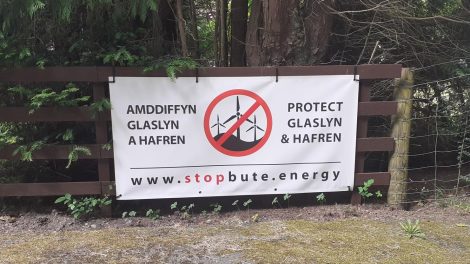 AMDDIFFYN
GLASLYN
A HAFREN
PROTECT
GLASLYN
& HAFREN
www.stopbute.energy